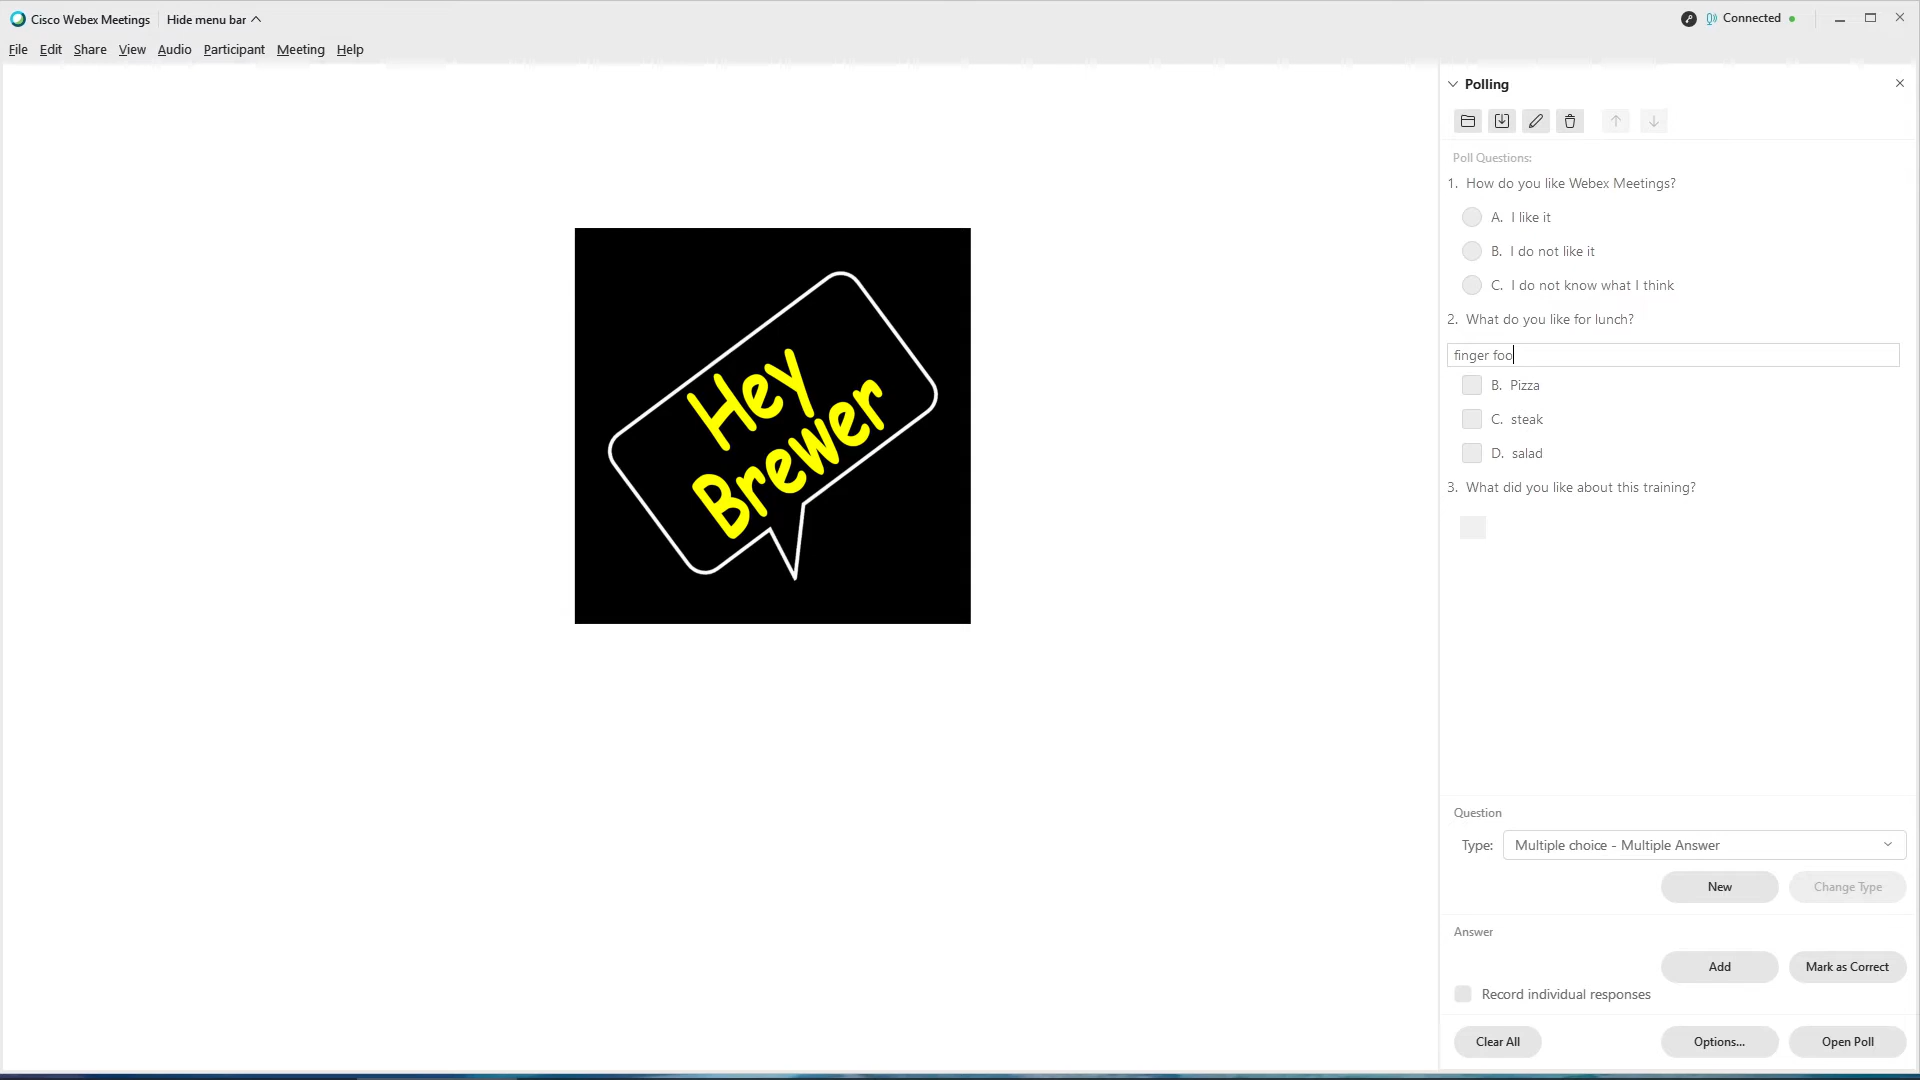 Cisco Webex Meetings
Hide menu bar
Connected
File Edit Share View Audio Participant Meeting Help
Polling
Poll Questions:
1. How do you like Webex Meetings?
A. I like it
B. I do not like it
C. I do not know what I think
2. What do you like for lunch?
finger foo
B. Pizza
C. steak
D. salad
3. What did you like about this training?
Hey
Brewer
Question
Type: Multiple choice - Multiple Answer
New
Change Type
Answer
Add
Mark as Correct
Record individual responses
Clear All
Options...
Open Poll